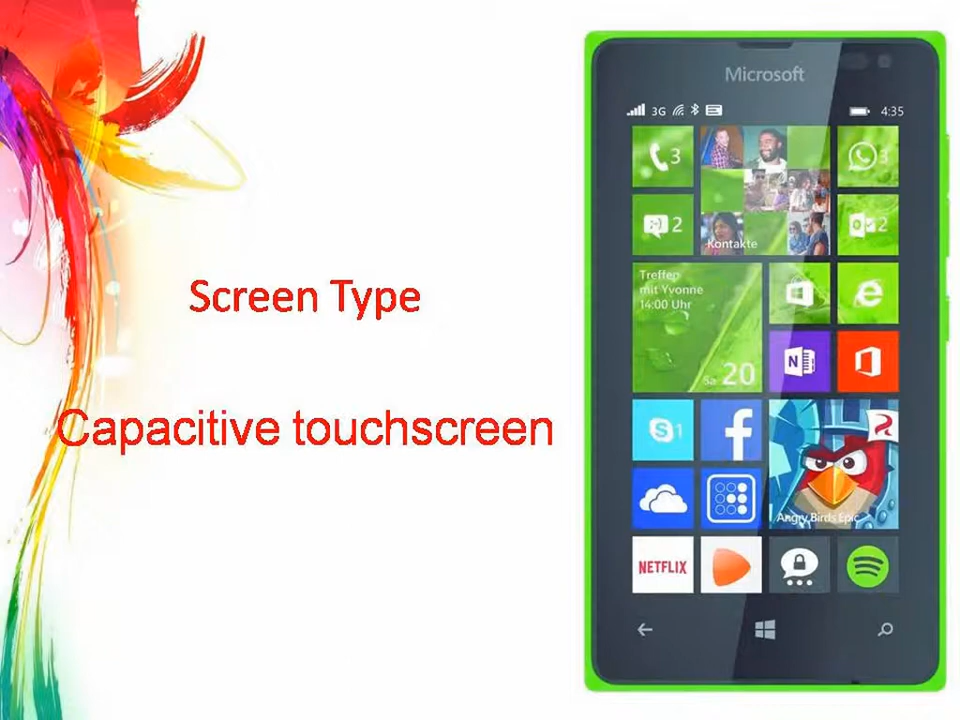 Screen Type
Capacitive touchscreen
Microsoft
3G 4:35
3
3
Kontakte
2
2
Treffen
mit Yvonne
14:00 Uhr
Sa 20
1
Angry Birds Epic
NETFLIX